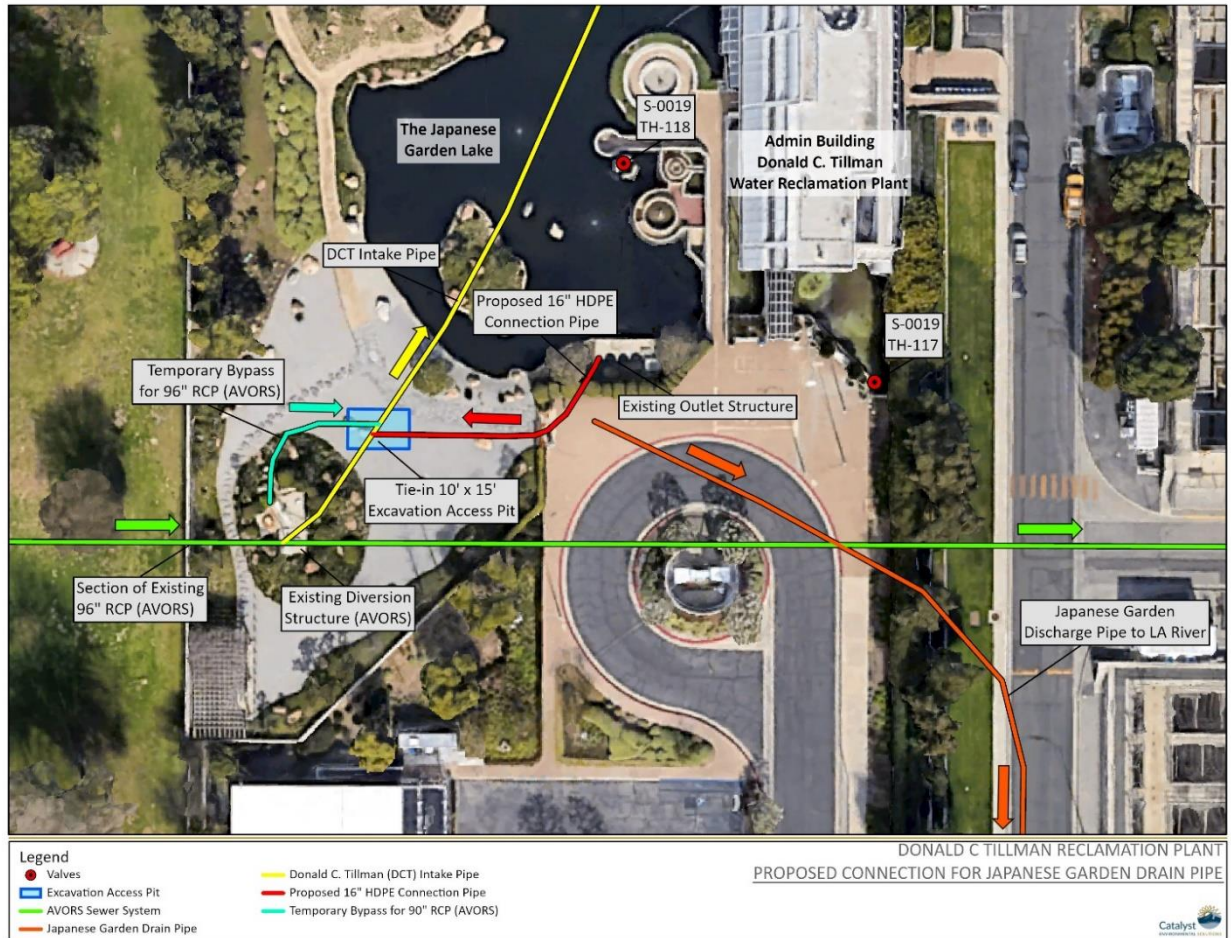 S-0019
TH-118
The Japanese
Garden Lake
Admin Building
Donald C. Tillman
Water Reclamation Plant
DCT Intake Pipe
Proposed 16" HDPE
Connection Pipe
S-0019
TH-117
Temporary Bypass
for 96" RCP (AVORS)
Existing Outlet Structure
Tie-in 10' x 15'
Excavation Access Pit
Section of Existing
96" RCP (AVORS)
Existing Diversion
Structure (AVORS)
Japanese Garden
Discharge Pipe to LA River
Legend
Valves
Excavation Access Pit
AVORS Sewer System
Japanese Garden Drain Pipe
Donald C. Tillman (DCT) Intake Pipe
Proposed 16" HDPE Connection Pipe
Temporary Bypass for 90" RCP (AVORS)
DONALD C TILLMAN RECLAMATION PLANT
PROPOSED CONNECTION FOR JAPANESE GARDEN DRAIN PIPE
Catalyst
ENVIRONMENTAL SOLUTIONS